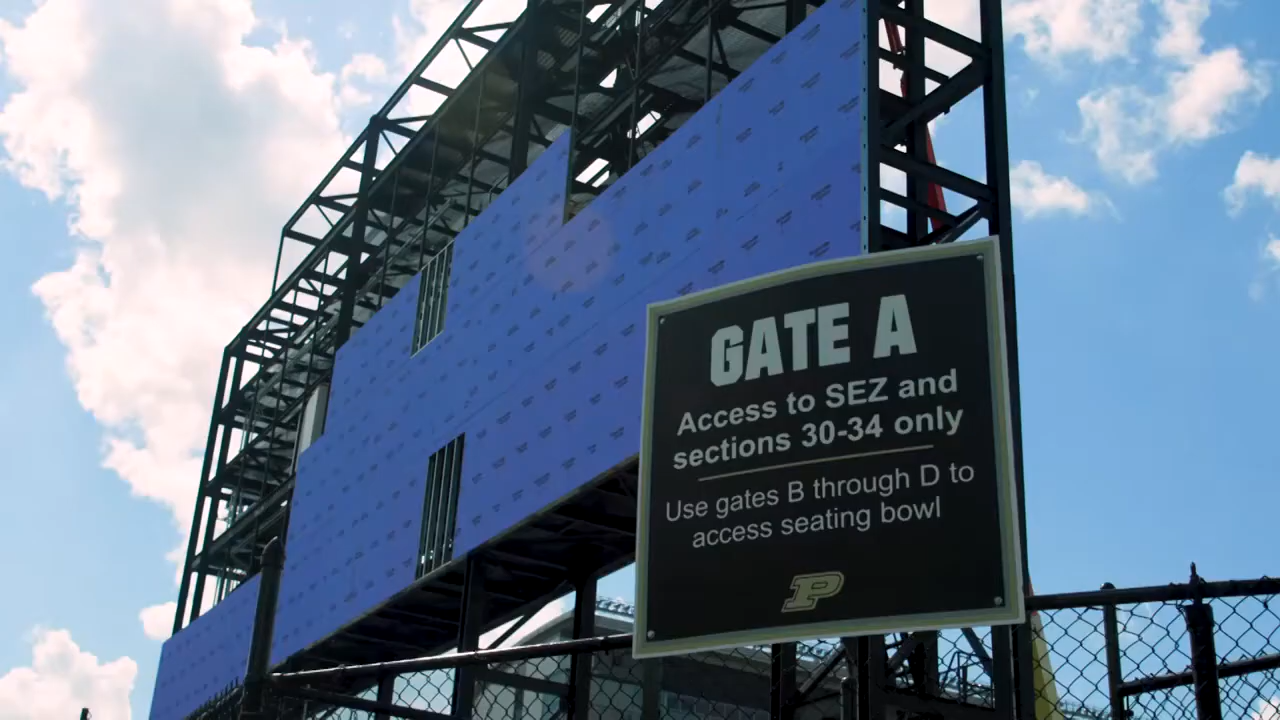 GATE A
Access to SEZ and
sections 30-34 only
Use gates B through D to
access seating bowl
P